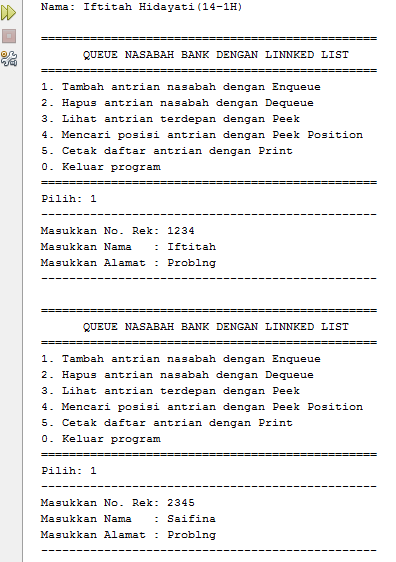 Nama: Iftitah Hidayati(14-1H)
================================================
QUEUE NASABAH BANK DENGAN LINNKED LIST
================================================
1. Tambah antrian nasabah dengan Enqueue
2. Hapus antrian nasabah dengan Dequeue
3. Lihat antrian terdepan dengan Peek
4. Mencari posisi antrian dengan Peek Position
5. Cetak daftar antrian dengan Print
0. Keluar program
================================================
Pilih: 1
------------------------------------------------
Masukkan No. Rek: 1234
Masukkan Nama   : Iftitah
Masukkan Alamat : Problng
------------------------------------------------
================================================
QUEUE NASABAH BANK DENGAN LINNKED LIST
================================================
1. Tambah antrian nasabah dengan Enqueue
2. Hapus antrian nasabah dengan Dequeue
3. Lihat antrian terdepan dengan Peek
4. Mencari posisi antrian dengan Peek Position
5. Cetak daftar antrian dengan Print
0. Keluar program
================================================
Pilih: 1
------------------------------------------------
Masukkan No. Rek: 2345
Masukkan Nama   : Saifina
Masukkan Alamat : Problng
------------------------------------------------